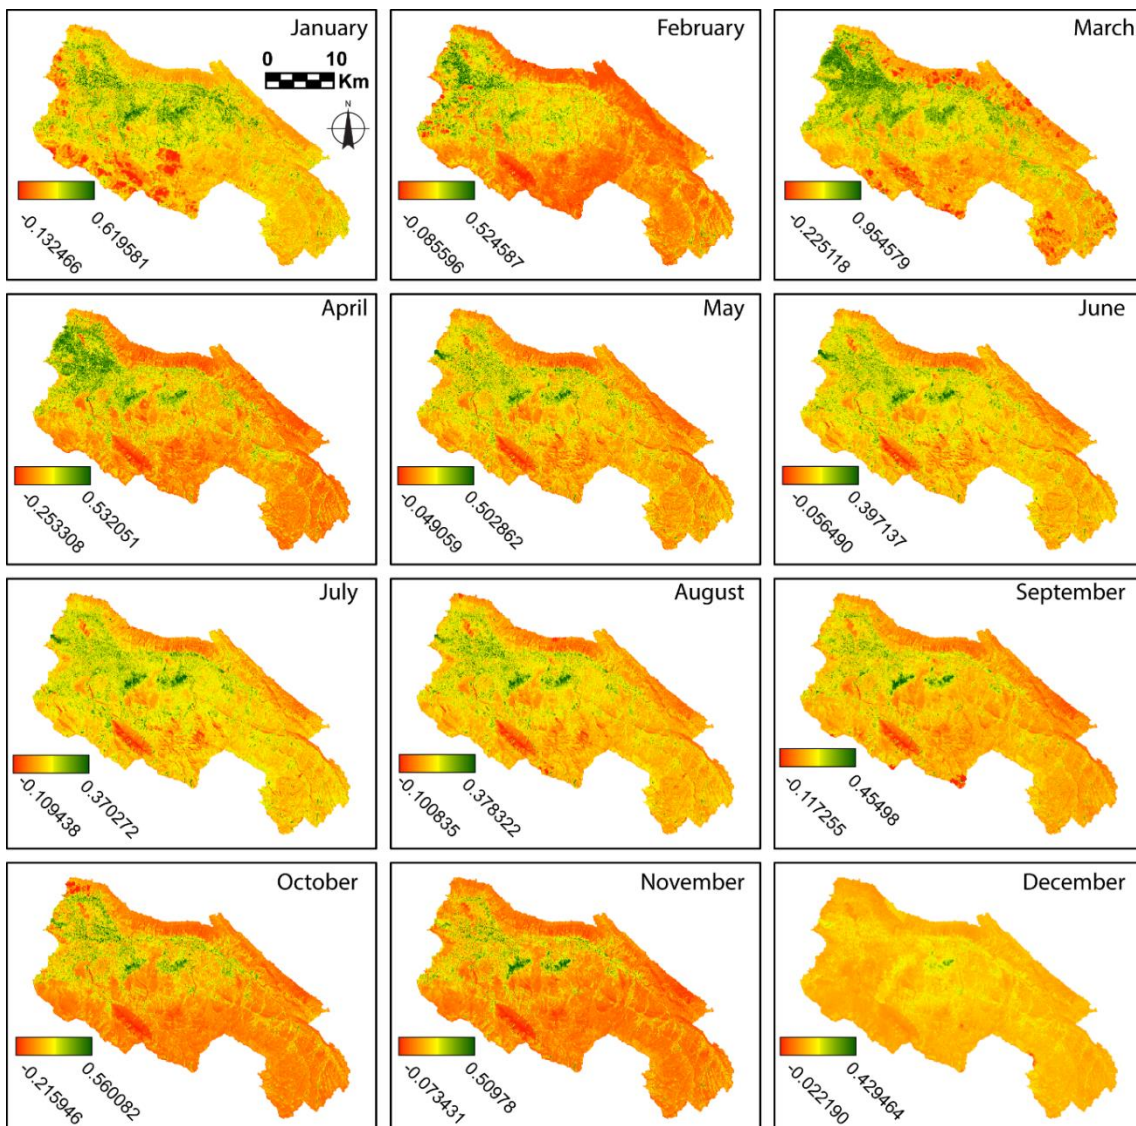 January
0 10
Km
N
-0.132466
0.619581
February
-0.085596
0.524587
March
-0.225118
0.954579
April
-0.253308
0.532051
May
-0.049059
0.502862
June
-0.056490
0.397137
July
-0.109438
0.370272
August
-0.100835
0.378322
September
-0.117255
0.45498
October
-0.215946
0.560082
November
-0.073431
0.50978
December
-0.022190
0.429464